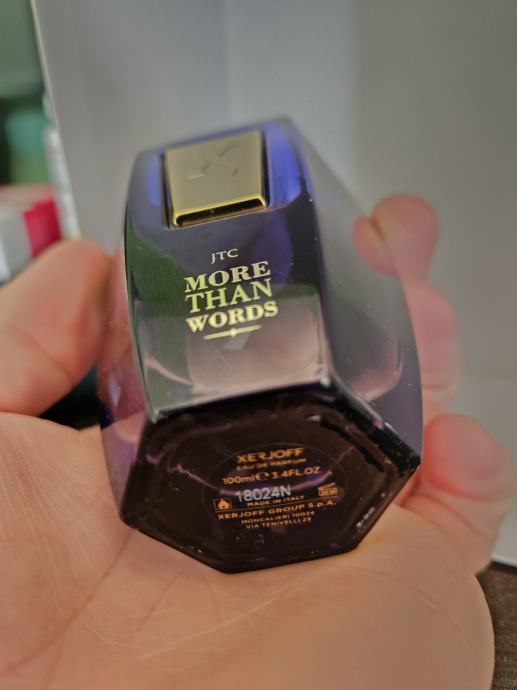 JTC
MORE
THAN
WORDS
XERJOFF
EAU DE PARFUM
100ml℮3.4FL.OZ.
18024N
MADE IN ITALY
XERJOFF GROUP S.p.A.
MONCALIERI 10024
VIA TENIVELLI 29